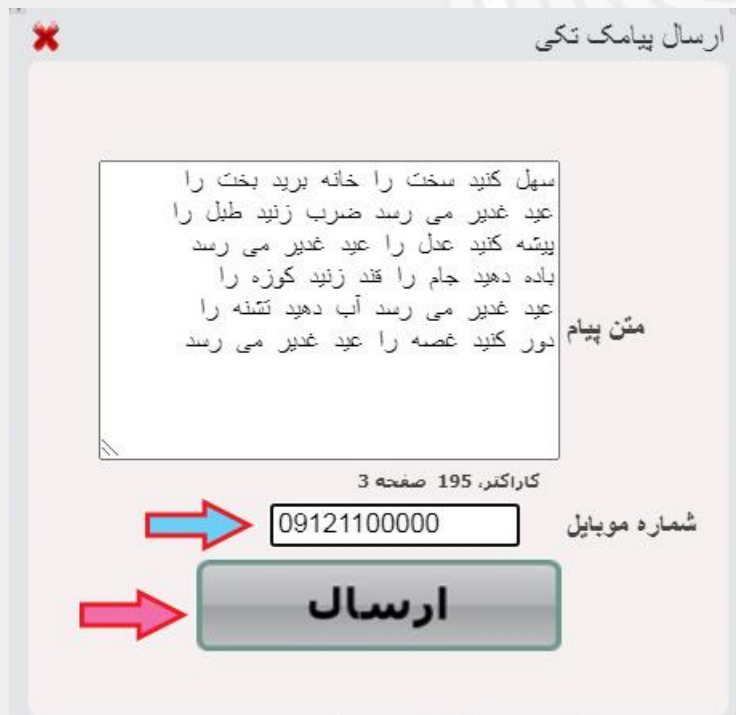 ارسال پیامک تکی
سهل کنید سخت را خانه برید بخت را
عید غدیر می رسد ضرب زنید طبل را
پیشه کنید عدل را عید غدیر می رسد
باده دهید جام را قند زنید کوزه را
عید غدیر می رسد آب دهید تشنه را
دور کنید غصه را عید غدیر می رسد
متن پیام
کاراکتر، 195 صفحه 3
شماره موبایل
09121100000
ارسال